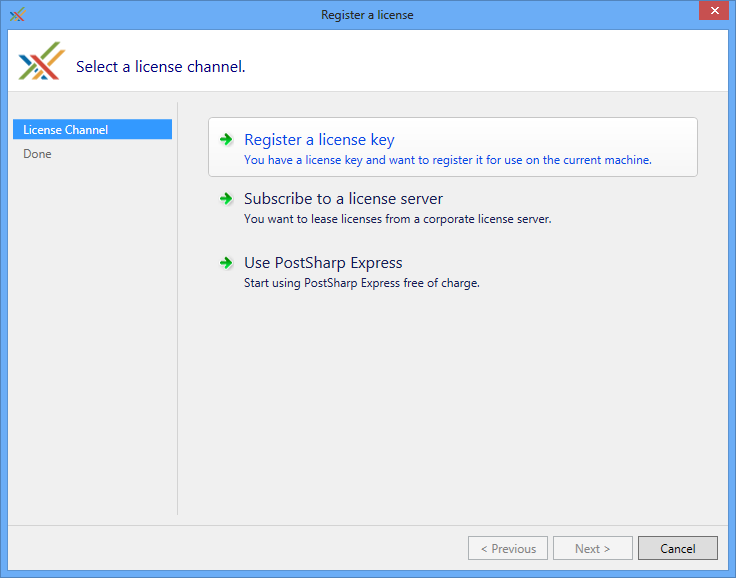 Register a license
Select a license channel.
License Channel
Done
Register a license key
You have a license key and want to register it for use on the current machine.
Subscribe to a license server
You want to lease licenses from a corporate license server.
Use PostSharp Express
Start using PostSharp Express free of charge.
< Previous
Next >
Cancel